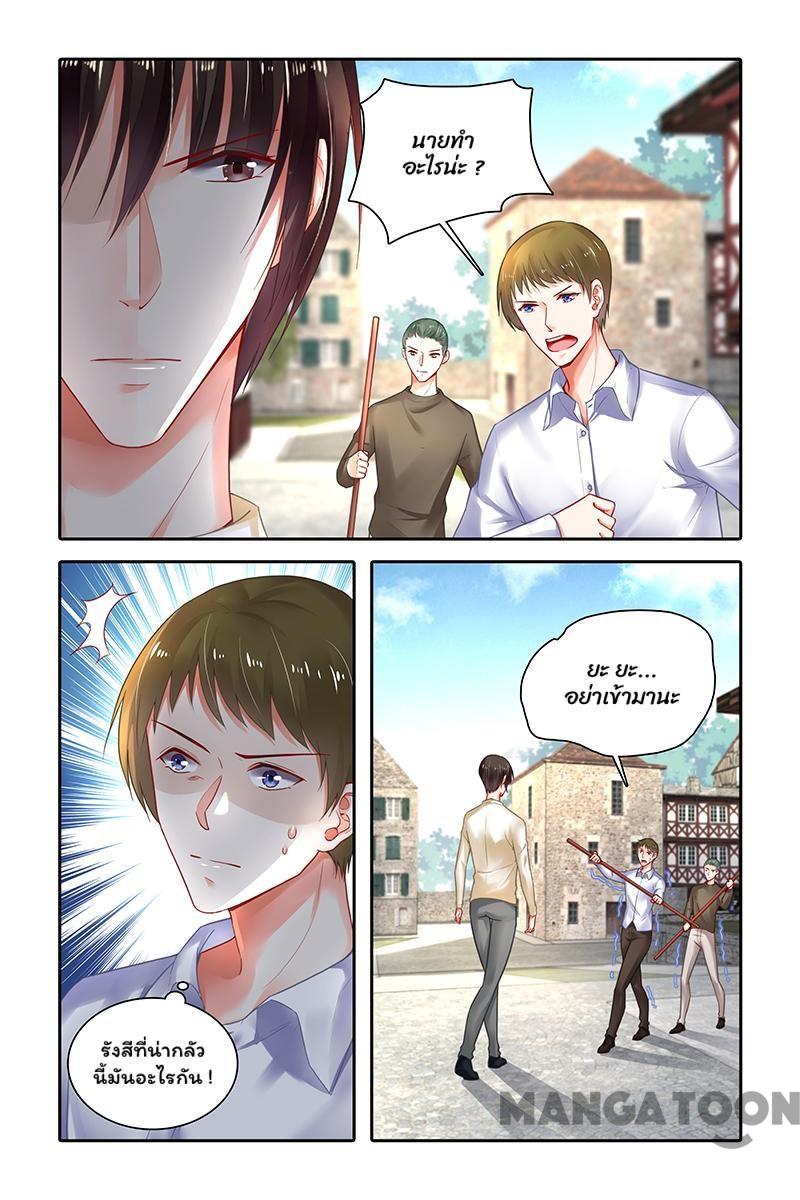 นายทำ
อะไรน่ะ ?
รังสีที่น่ากลัว
นี้มันอะไรกัน !
ยะ ยะ...
อย่าเข้ามานะ
MANGA TOON